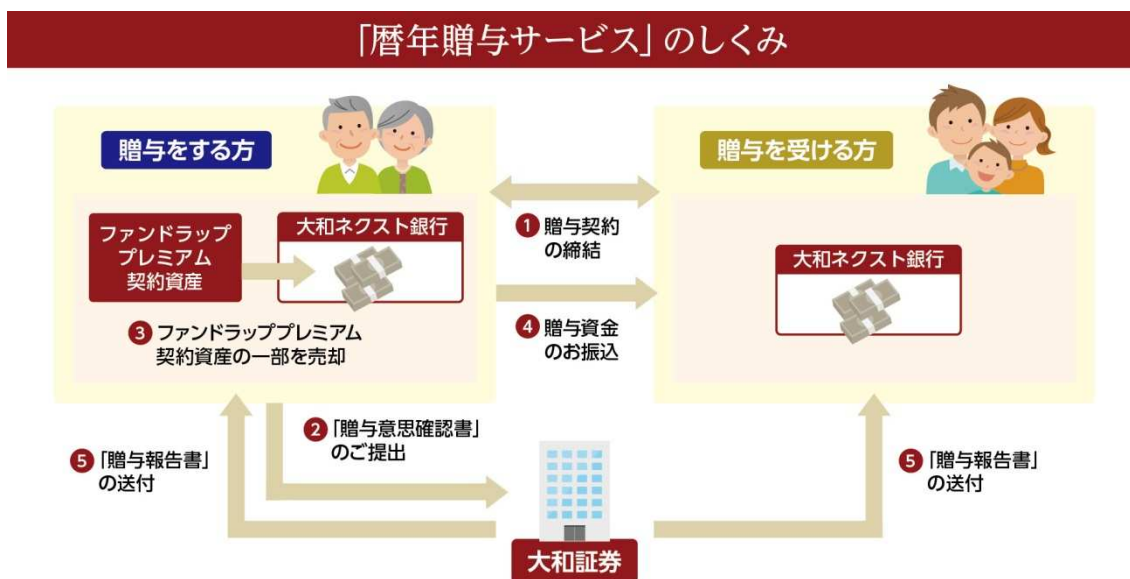 「暦年贈与サービス」のしくみ
贈与をする方
贈与を受ける方
ファンドラップ
プレミアム
契約資産
大和ネクスト銀行
❶贈与契約
の締結
大和ネクスト銀行
❸ファンドラッププレミアム
契約資産の一部を売却
❹贈与資金
のお振込
❷「贈与意思確認書」
のご提出
❺「贈与報告書」
の送付
❺「贈与報告書」
の送付
大和証券